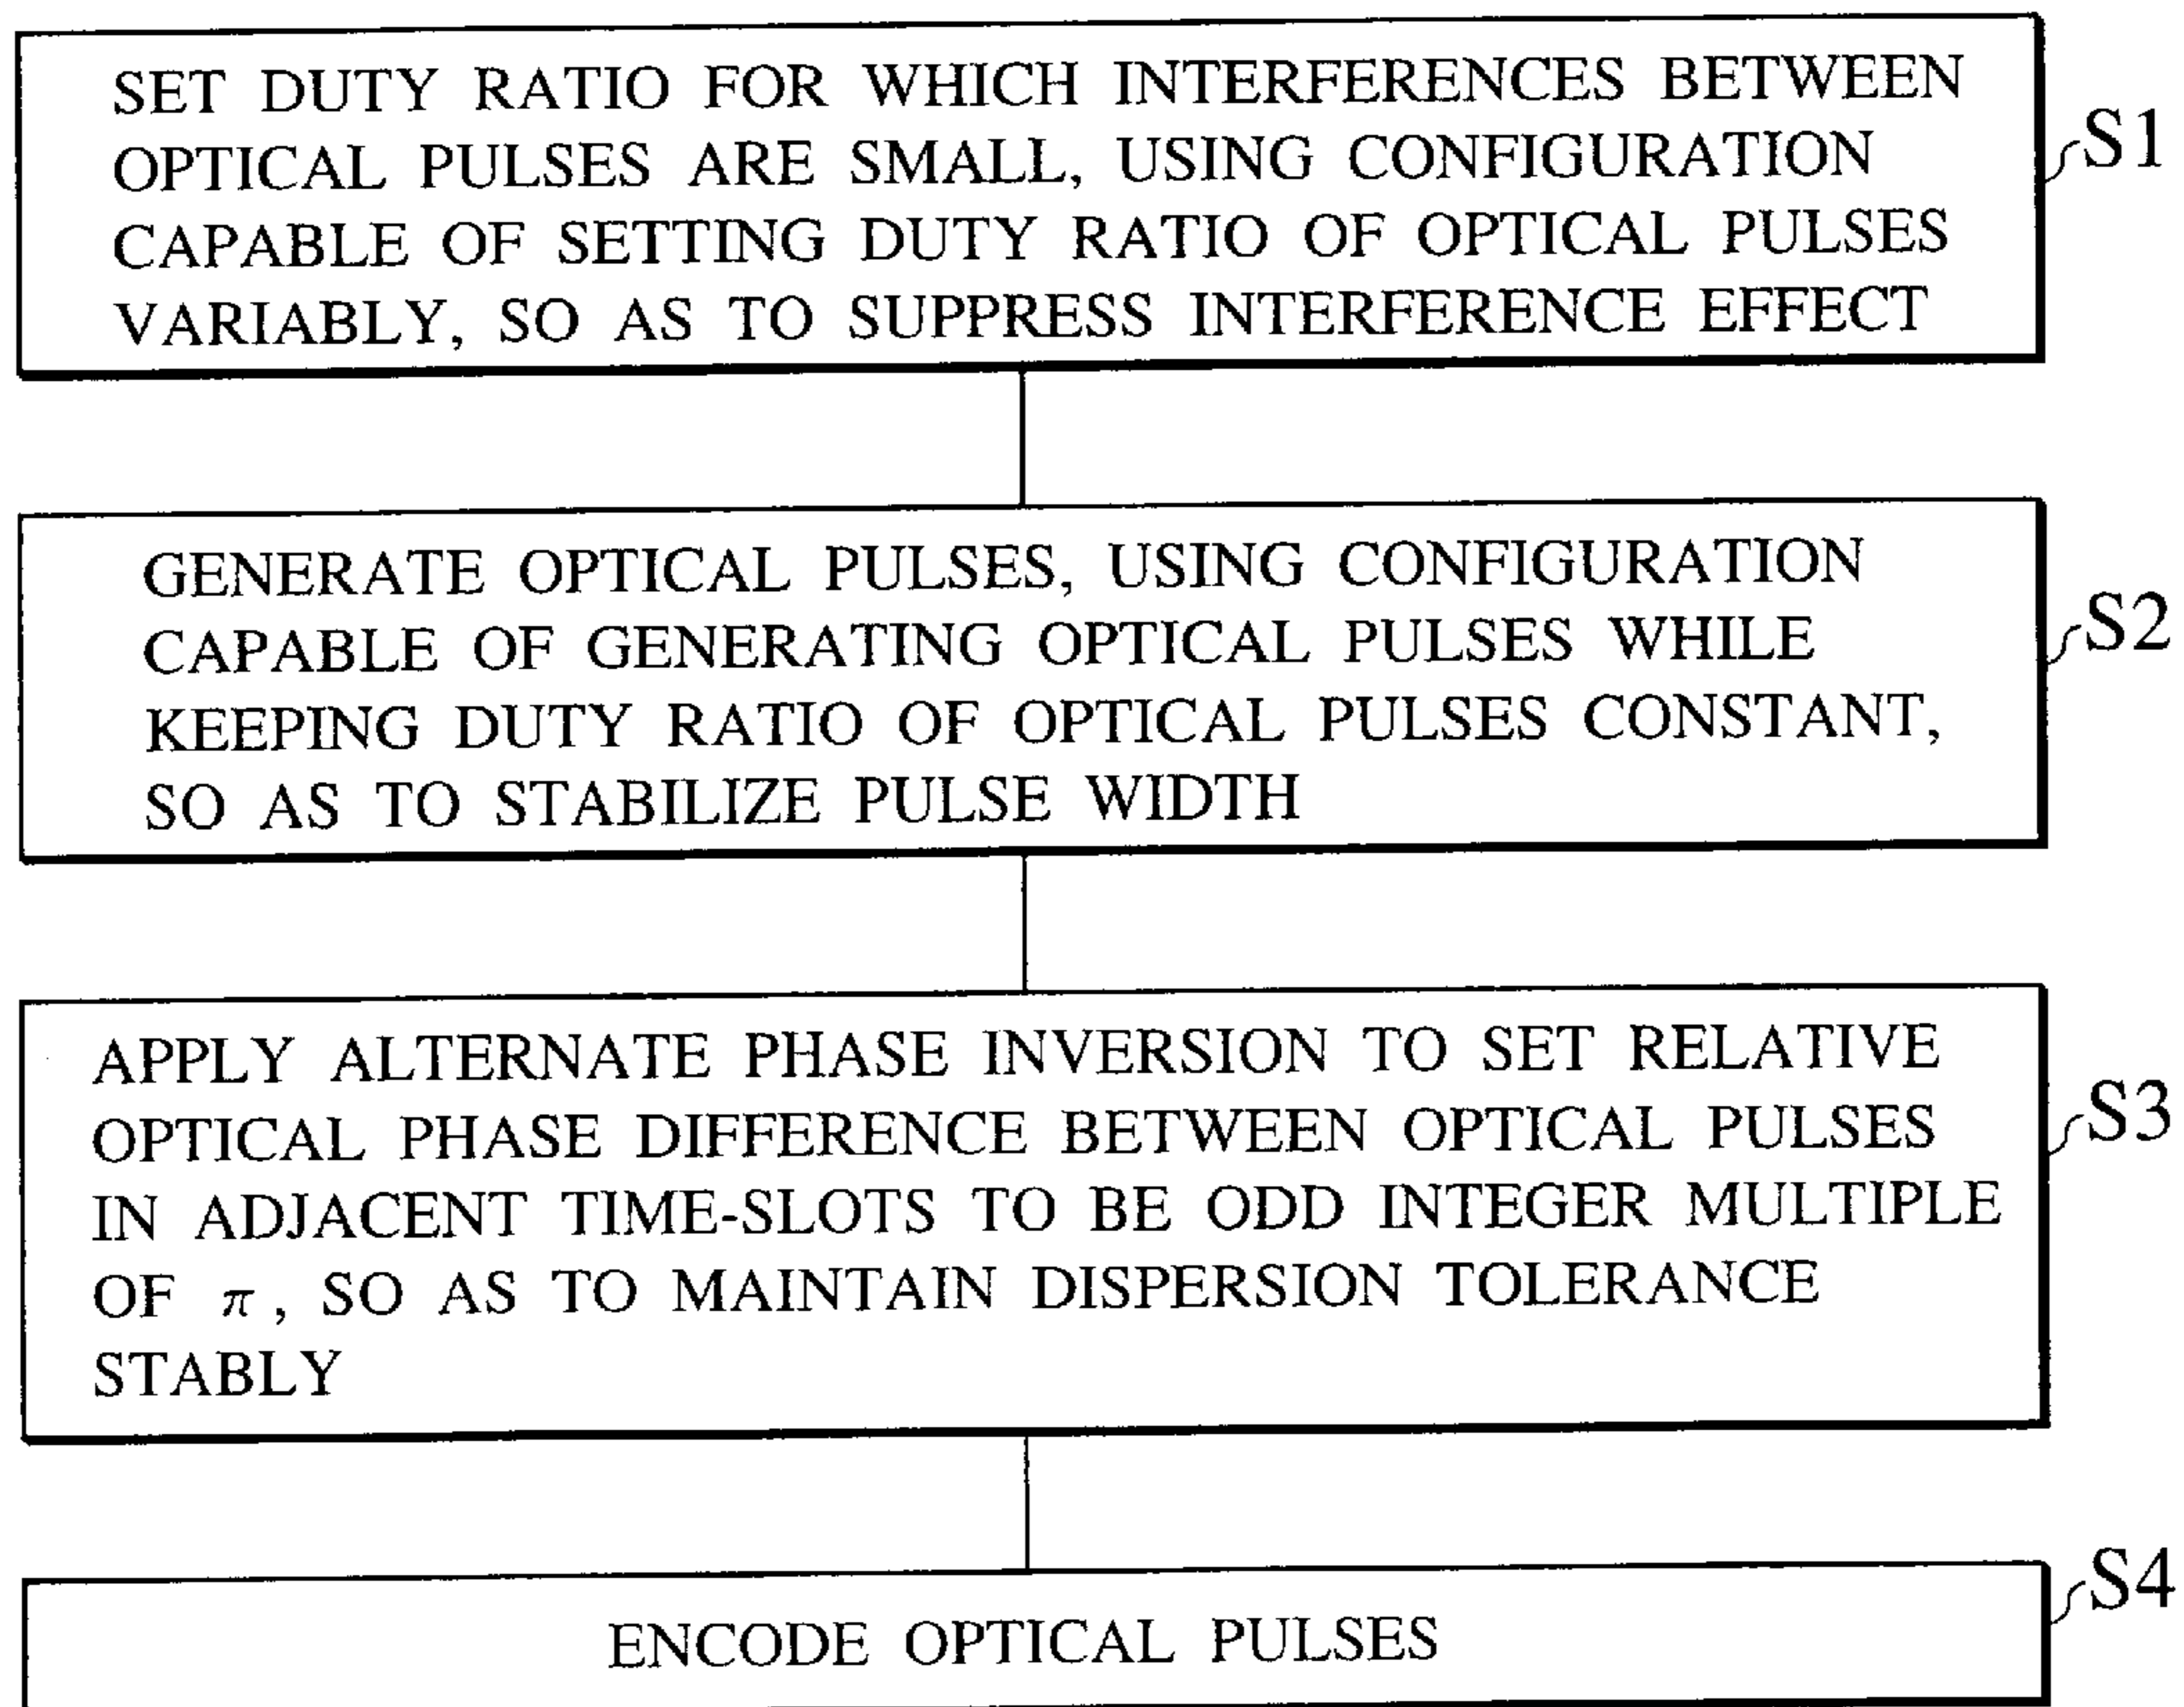 SET DUTY RATIO FOR WHICH INTERFERENCES BETWEEN
OPTICAL PULSES ARE SMALL, USING CONFIGURATION
CAPABLE OF SETTING DUTY RATIO OF OPTICAL PULSES
VARIABLY, SO AS TO SUPPRESS INTERFERENCE EFFECT
S1
GENERATE OPTICAL PULSES, USING CONFIGURATION
CAPABLE OF GENERATING OPTICAL PULSES WHILE
KEEPING DUTY RATIO OF OPTICAL PULSES CONSTANT,
SO AS TO STABILIZE PULSE WIDTH
S2
APPLY ALTERNATE PHASE INVERSION TO SET RELATIVE
OPTICAL PHASE DIFFERENCE BETWEEN OPTICAL PULSES
IN ADJACENT TIME-SLOTS TO BE ODD INTEGER MULTIPLE
OF π, SO AS TO MAINTAIN DISPERSION TOLERANCE
STABLY
S3
ENCODE OPTICAL PULSES
S4